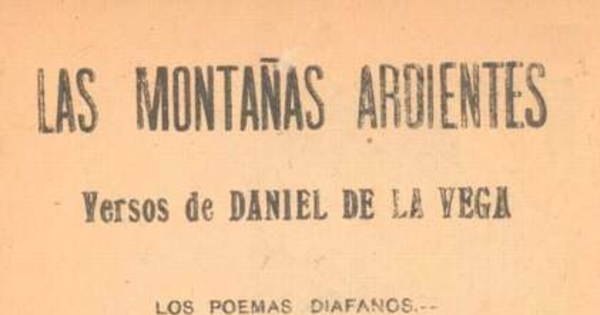 LAS MONTAÑAS ARDIENTES
Versos de DANIEL DE LA VEGA
LOS POEMAS DIAFANOS.--